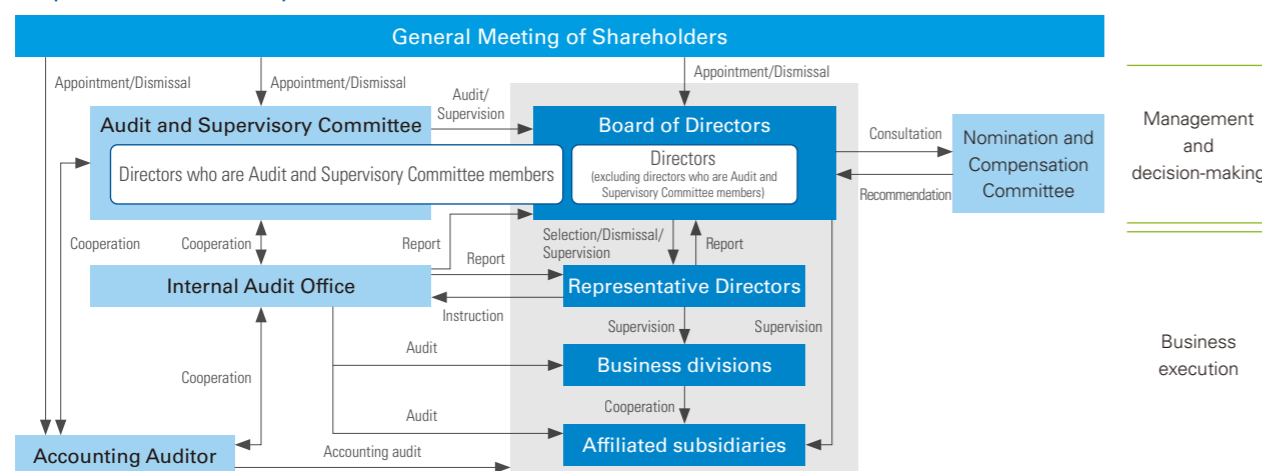 General Meeting of Shareholders
Appointment/Dismissal
Appointment/Dismissal
Appointment/Dismissal
Audit/
Supervision
Audit and Supervisory Committee
Board of Directors
Directors who are Audit and Supervisory Committee members
Directors
(excluding directors who are Audit and
Supervisory Committee members)
Consultation
Recommendation
Nomination and
Compensation
Committee
Management
and
decision-making
Cooperation
Cooperation
Report
Report
Selection/Dismissal/
Supervision
Report
Internal Audit Office
Representative Directors
Instruction
Supervision
Supervision
Audit
Business divisions
Business
execution
Cooperation
Cooperation
Audit
Affiliated subsidiaries
Accounting Auditor
Accounting audit